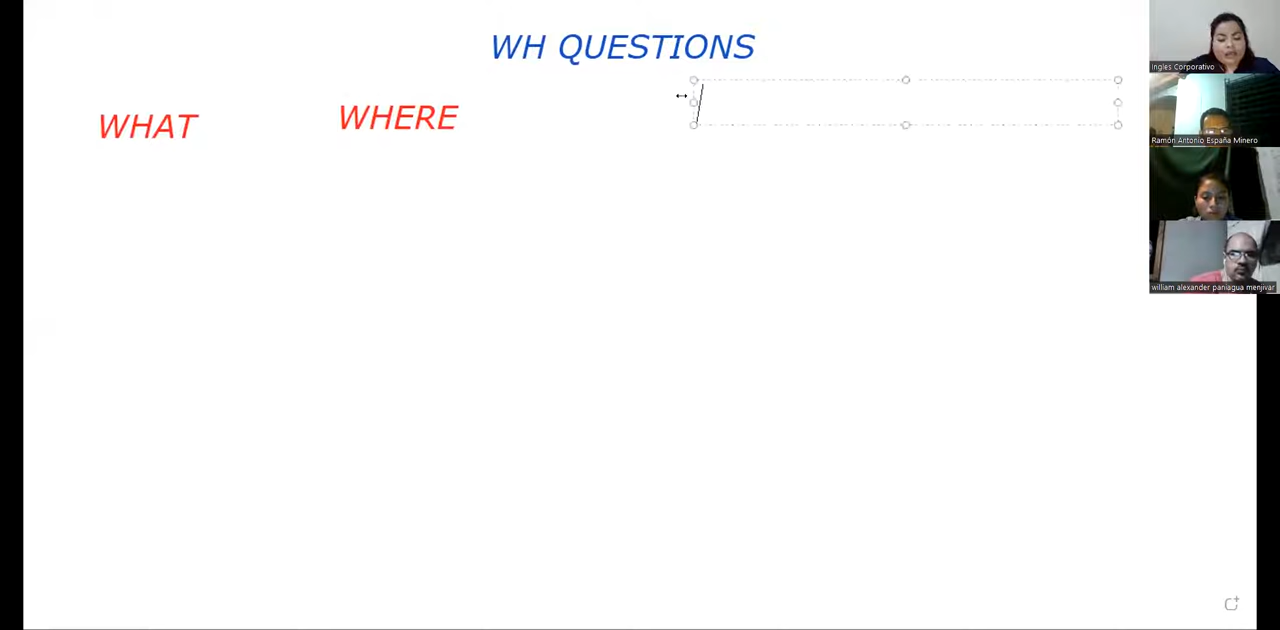 WH QUESTIONS
WHAT
WHERE
Ingles Corporativo
Ramón Antonio España Minero
william alexander paniagua menjivar